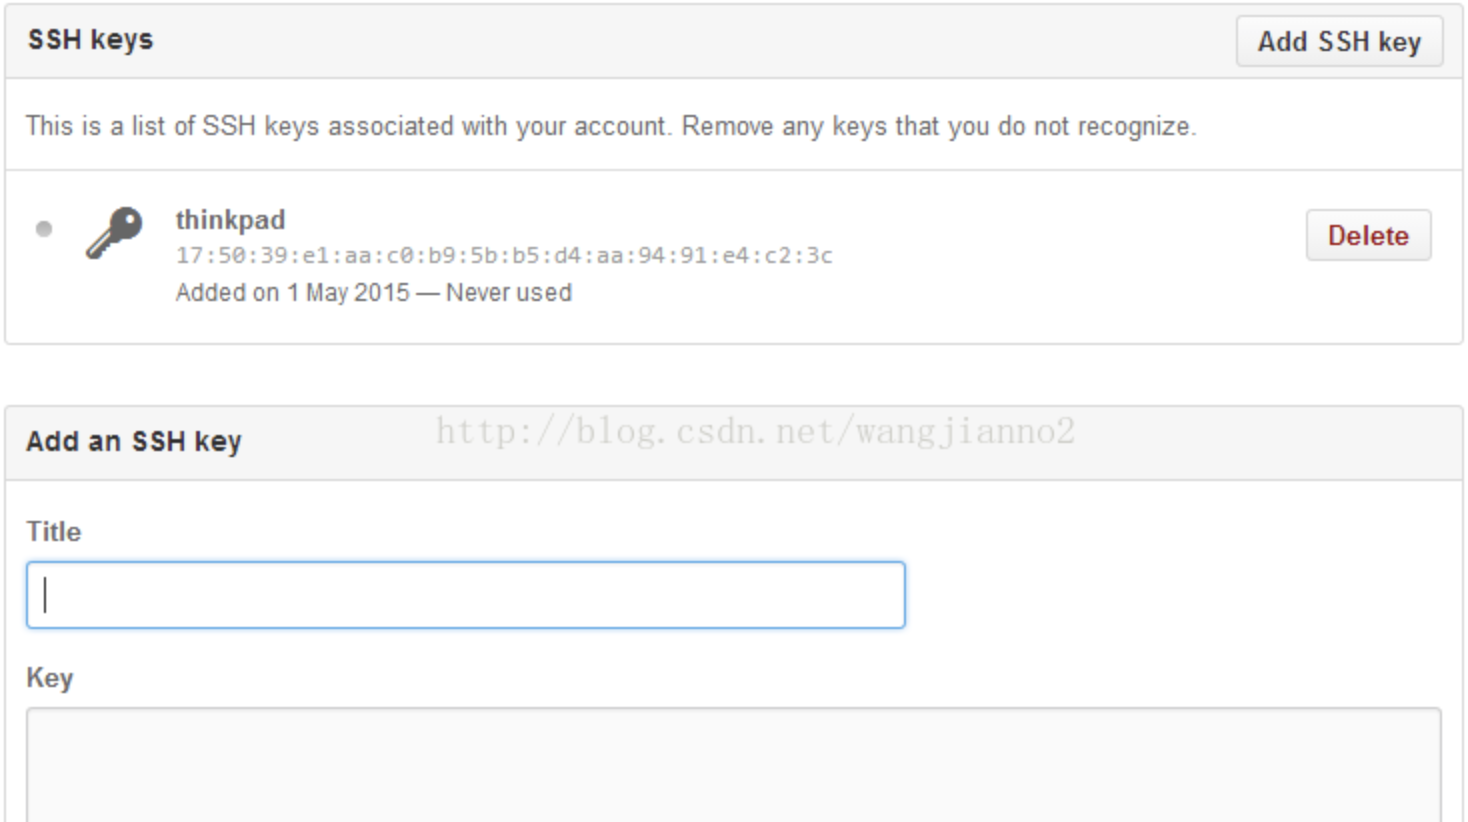 SSH keys
Add SSH key
This is a list of SSH keys associated with your account. Remove any keys that you do not recognize.
thinkpad
17:50:39:e1:aa:c0:b9:5b:b5:d4:aa:94:91:e4:c2:3c
Added on 1 May 2015 — Never used
Delete
Add an SSH key
http://blog.csdn.net/wangjianno2
Title
Key